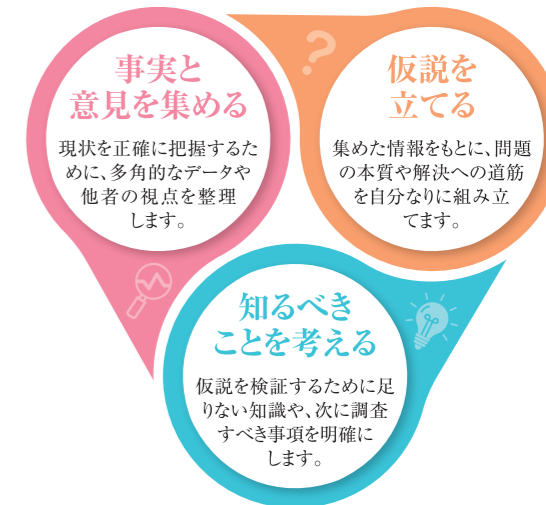 事実と
意見を集める
現状を正確に把握するた
めに、多角的なデータや
他者の視点を整理
します。
?
仮説を
立てる
集めた情報をもとに、問題
の本質や解決への道筋
を自分なりに組み立
てます。
知るべき
ことを考える
仮説を検証するために足
りない知識や、次に調査
すべき事項を明確に
します。